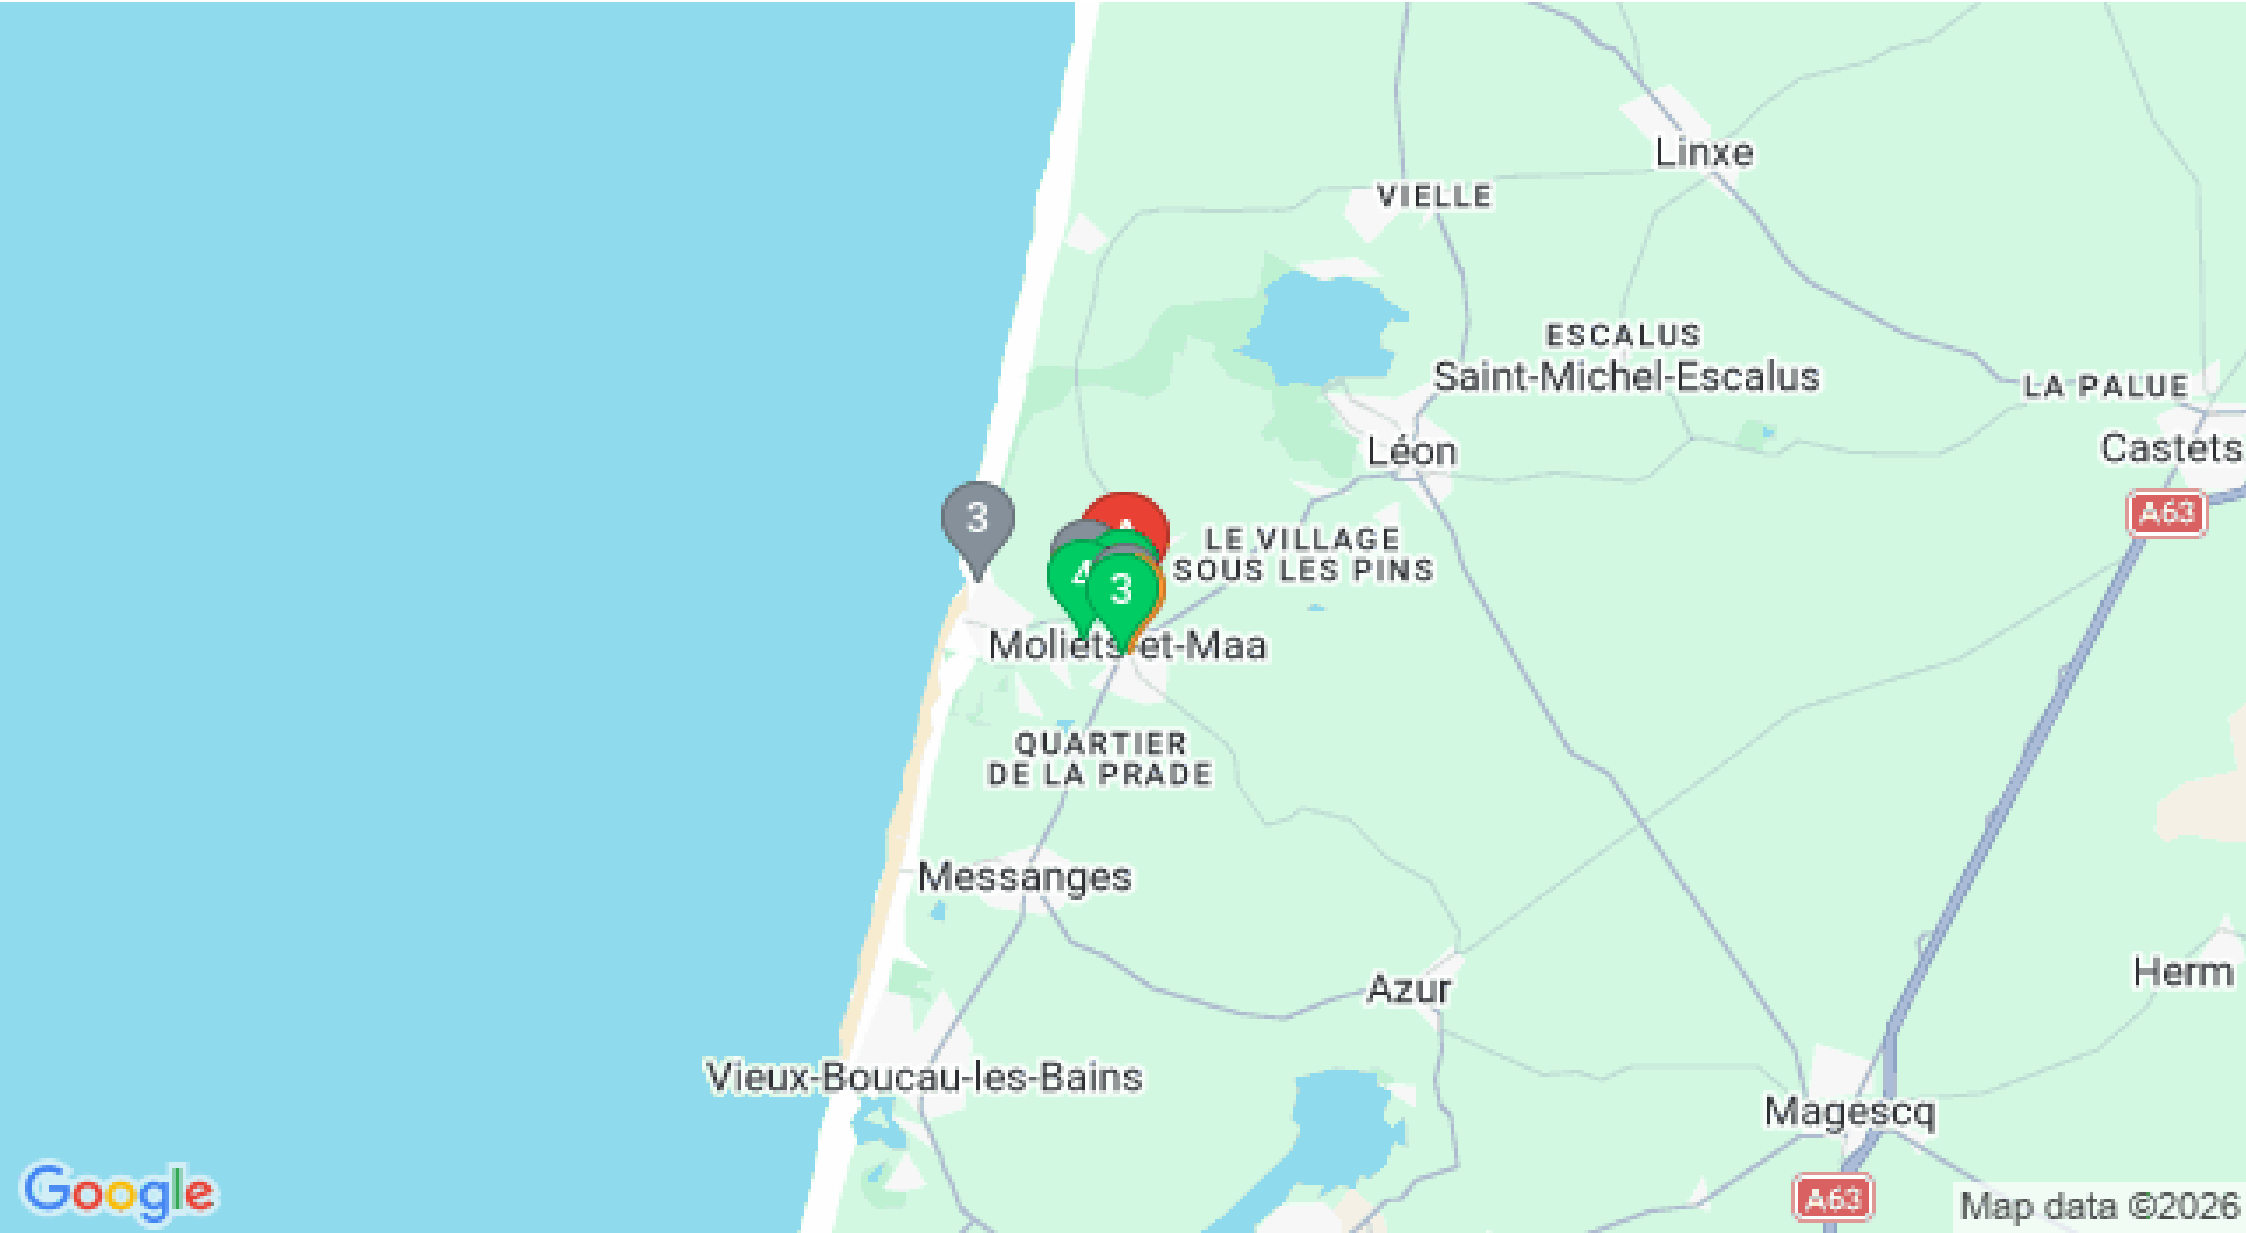 Linxe
VIELLE
ESCALUS
Saint-Michel-Escalus
LA PALUE
Léon
Castets
A63
3
LE VILLAGE
SOUS LES PINS
4
3
Moliets-et-Maa
QUARTIER
DE LA PRADE
Messanges
Azur
Herm
Vieux-Boucau-les-Bains
Magescq
A63
Google
Map data ©2026